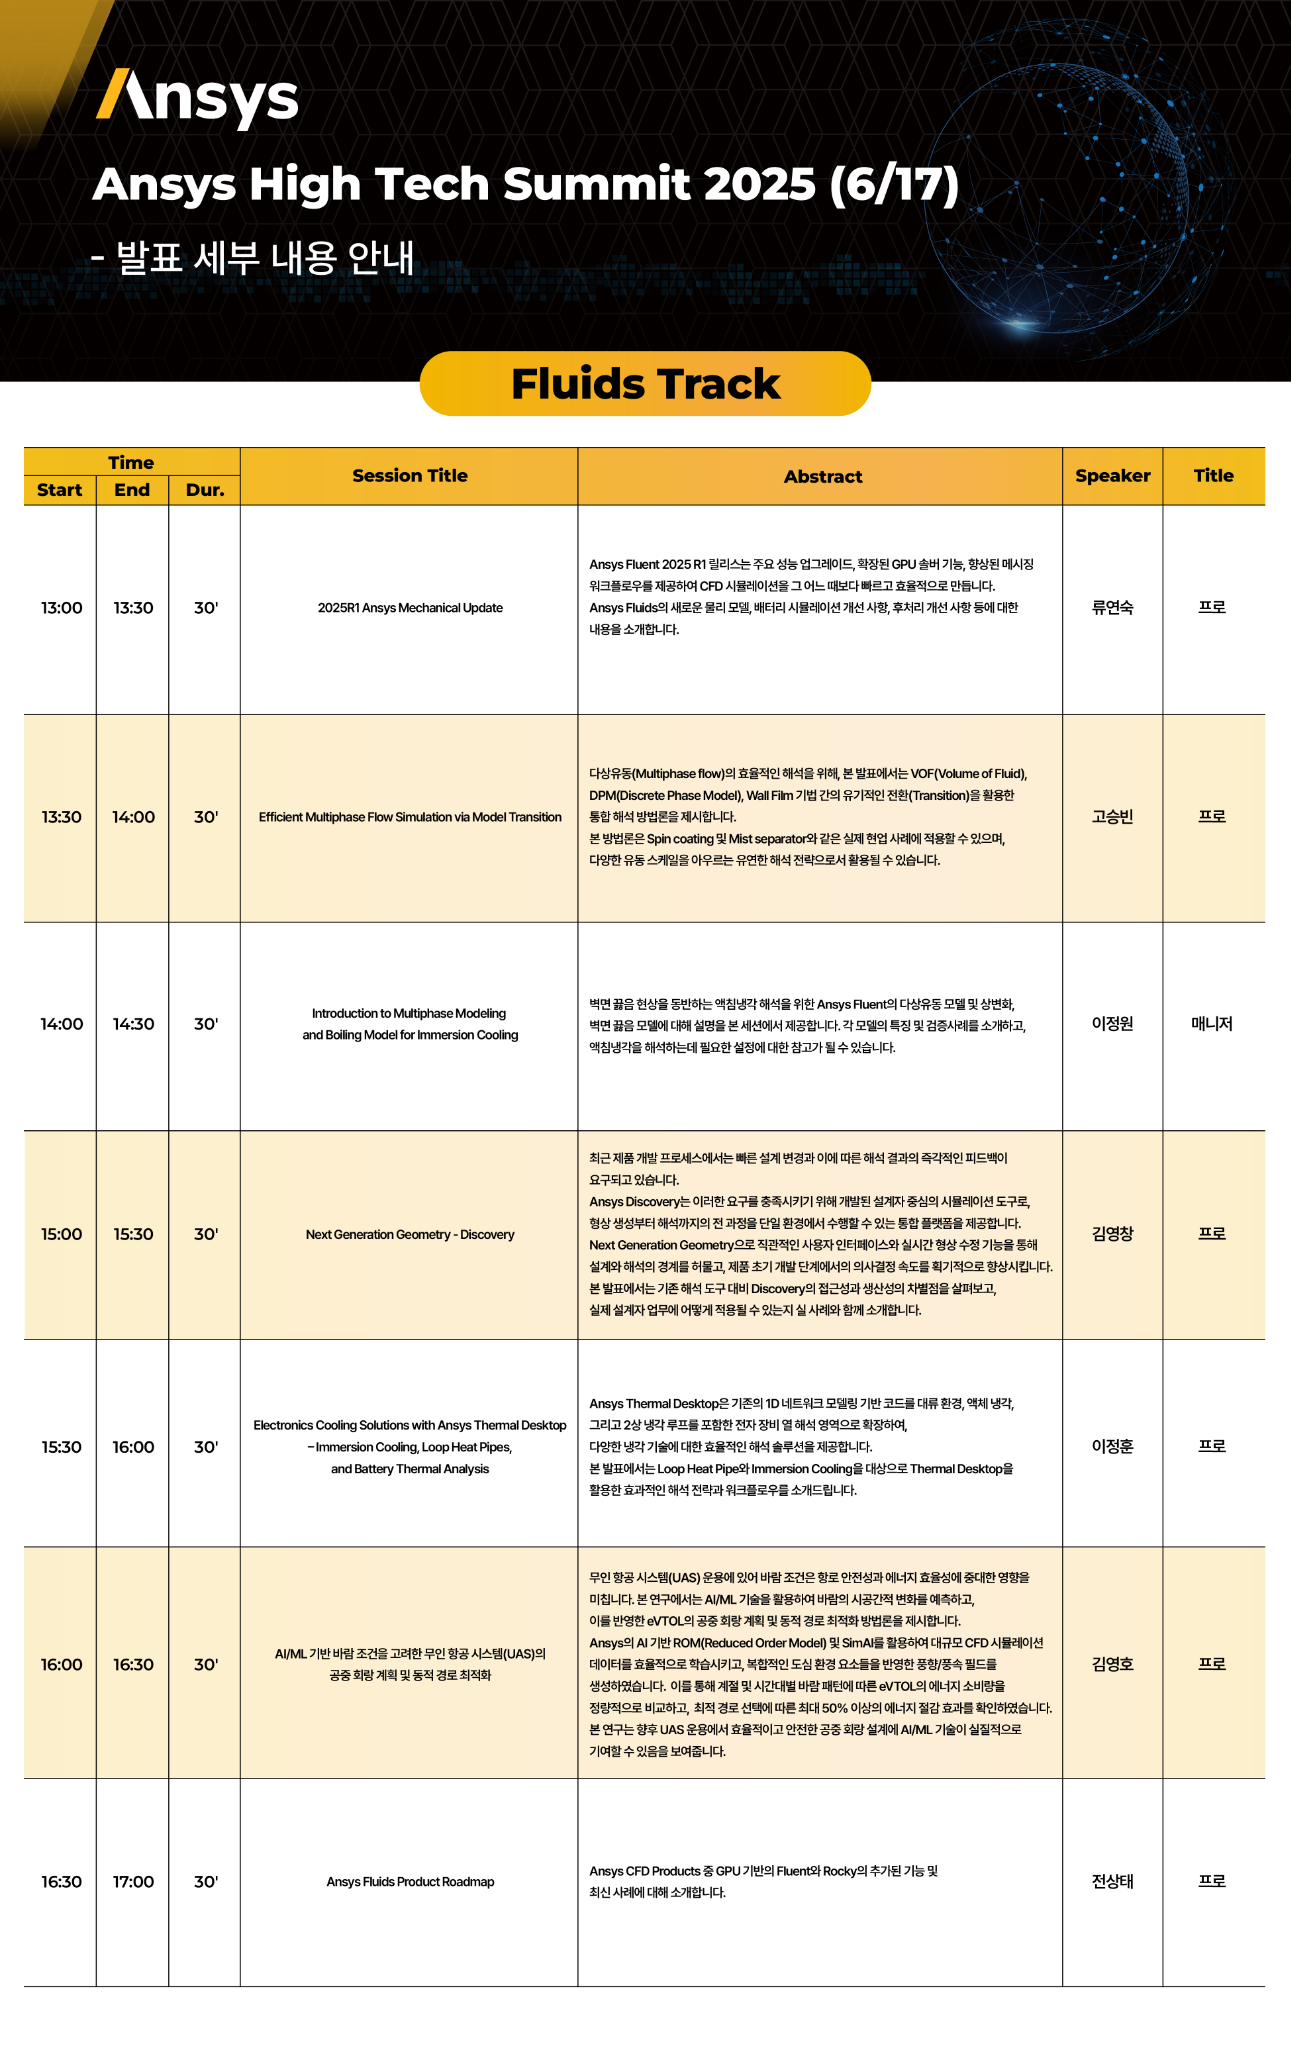 Ansys
Ansys High Tech Summit 2025 (6/17)
- 발표 세부 내용 안내
Fluids Track
Time
Start End Dur.
Session Title
Abstract
Speaker
Title
13:00 13:30 30'
2025R1 Ansys Mechanical Update
Ansys Fluent 2025 R1 릴리스는 주요 성능 업그레이드, 확장된 GPU 솔버 기능, 향상된 메시징
워크플로우를 제공하여 CFD 시뮬레이션을 그 어느 때보다 빠르고 효율적으로 만듭니다.
Ansys Fluids의 새로운 물리 모델, 배터리 시뮬레이션 개선 사항, 후처리 개선 사항 등에 대한
내용을 소개합니다.
류연숙
프로
13:30 14:00 30'
Efficient Multiphase Flow Simulation via Model Transition
다상유동(Multiphase flow)의 효율적인 해석을 위해, 본 발표에서는 VOF(Volume of Fluid),
DPM(Discrete Phase Model), Wall Film 기법 간의 유기적인 전환(Transition)을 활용한
통합 해석 방법론을 제시합니다.
본 방법론은 Spin coating 및 Mist separator와 같은 실제 현업 사례에 적용할 수 있으며,
다양한 유동 스케일을 아우르는 유연한 해석 전략으로서 활용될 수 있습니다.
고승빈
프로
14:00 14:30 30'
Introduction to Multiphase Modeling
and Boiling Model for Immersion Cooling
벽면 끓음 현상을 동반하는 액침냉각 해석을 위한 Ansys Fluent의 다상유동 모델 및 상변화,
벽면 끓음 모델에 대해 설명을 본 세션에서 제공합니다. 각 모델의 특징 및 검증사례를 소개하고,
액침냉각을 해석하는데 필요한 설정에 대한 참고가 될 수 있습니다.
이정원
매니저
15:00 15:30 30'
Next Generation Geometry - Discovery
최근 제품 개발 프로세스에서는 빠른 설계 변경과 이에 따른 해석 결과의 즉각적인 피드백이
요구되고 있습니다.
Ansys Discovery는 이러한 요구를 충족시키기 위해 개발된 설계자 중심의 시뮬레이션 도구로,
형상 생성부터 해석까지의 전 과정을 단일 환경에서 수행할 수 있는 통합 플랫폼을 제공합니다.
Next Generation Geometry으로 직관적인 사용자 인터페이스와 실시간 형상 수정 기능을 통해
설계와 해석의 경계를 허물고, 제품 초기 개발 단계에서의 의사결정 속도를 획기적으로 향상시킵니다.
본 발표에서는 기존 해석 도구 대비 Discovery의 접근성과 생산성의 차별점을 살펴보고,
실제 설계자 업무에 어떻게 적용될 수 있는지 실 사례와 함께 소개합니다.
김영창
프로
15:30 16:00 30'
Electronics Cooling Solutions with Ansys Thermal Desktop
– Immersion Cooling, Loop Heat Pipes,
and Battery Thermal Analysis
Ansys Thermal Desktop은 기존의 1D 네트워크 모델링 기반 코드를 대류 환경, 액체 냉각,
그리고 2상 냉각 루프를 포함한 전자 장비 열 해석 영역으로 확장하여,
다양한 냉각 기술에 대한 효율적인 해석 솔루션을 제공합니다.
본 발표에서는 Loop Heat Pipe와 Immersion Cooling을 대상으로 Thermal Desktop을
활용한 효과적인 해석 전략과 워크플로우를 소개드립니다.
이정훈
프로
16:00 16:30 30'
AI/ML 기반 바람 조건을 고려한 무인 항공 시스템(UAS)의
공중 회랑 계획 및 동적 경로 최적화
무인 항공 시스템(UAS) 운용에 있어 바람 조건은 항로 안전성과 에너지 효율성에 중대한 영향을
미칩니다. 본 연구에서는 AI/ML 기술을 활용하여 바람의 시공간적 변화를 예측하고,
이를 반영한 eVTOL의 공중 회랑 계획 및 동적 경로 최적화 방법론을 제시합니다.
Ansys의 AI 기반 ROM(Reduced Order Model) 및 SimAI를 활용하여 대규모 CFD 시뮬레이션
데이터를 효율적으로 학습시키고, 복합적인 도심 환경 요소들을 반영한 풍향/풍속 필드를
생성하였습니다. 이를 통해 계절 및 시간대별 바람 패턴에 따른 eVTOL의 에너지 소비량을
정량적으로 비교하고, 최적 경로 선택에 따른 최대 50% 이상의 에너지 절감 효과를 확인하였습니다.
본 연구는 향후 UAS 운용에서 효율적이고 안전한 공중 회랑 설계에 AI/ML 기술이 실질적으로
기여할 수 있음을 보여줍니다.
김영호
프로
16:30 17:00 30'
Ansys Fluids Product Roadmap
Ansys CFD Products 중 GPU 기반의 Fluent와 Rocky의 추가된 기능 및
최신 사례에 대해 소개합니다.
전상태
프로